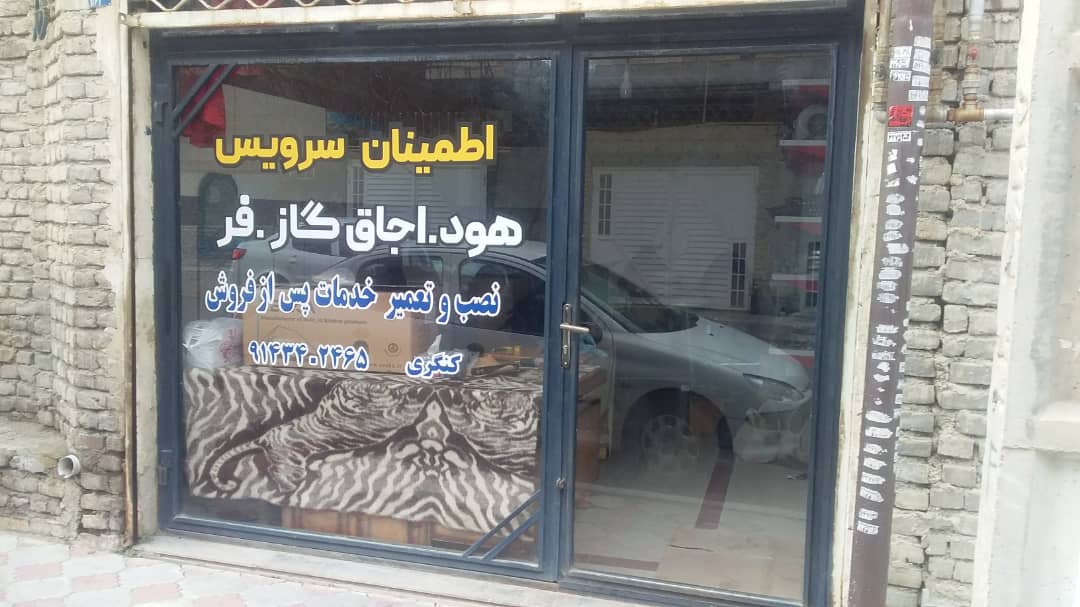 اطمینان سرویس
هود.اجاق گاز.فر
نصب و تعمیر خدمات پس از فروش
کنگری ۹۱۴۳۴۰۲۴۶۵